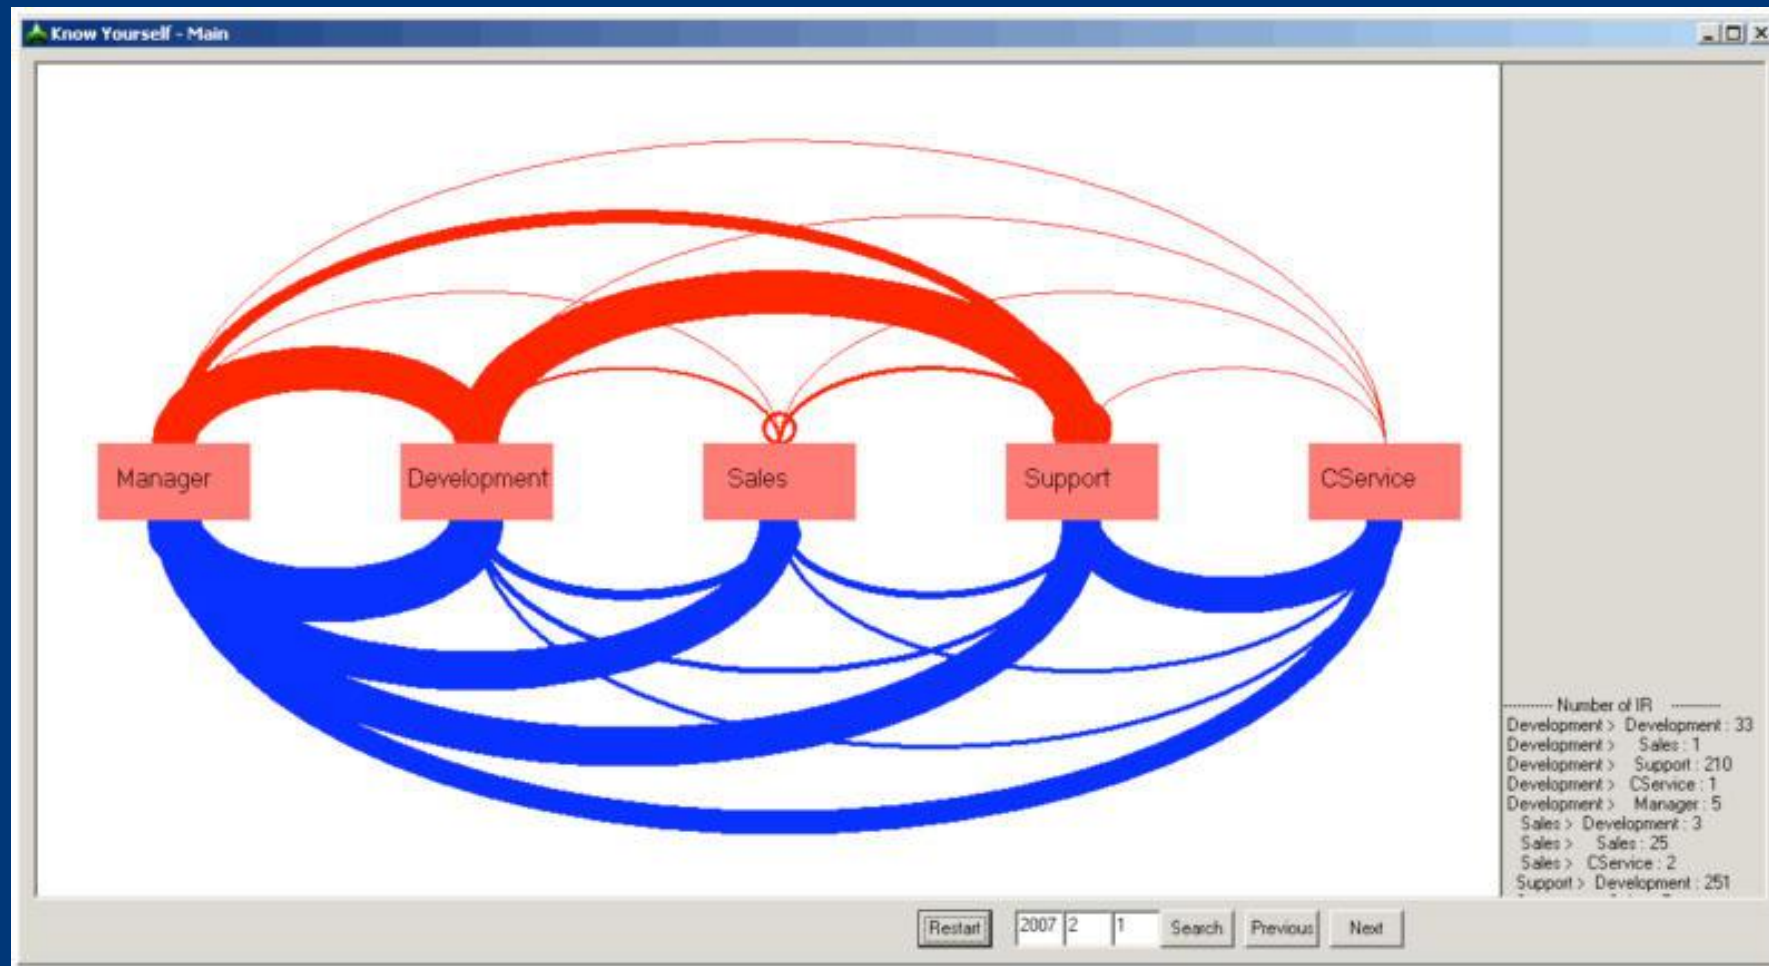 Know Yourself - Main
Manager
Development
Sales
Support
CService
---------- Number of IR ----------
Development > Development : 33
Development > Sales : 1
Development > Support : 210
Development > CService : 1
Development > Manager : 5
Sales > Development : 3
Sales > Sales : 25
Sales > CService : 2
Support > Development : 251
Restart
2007 2 1
Search
Previous
Next